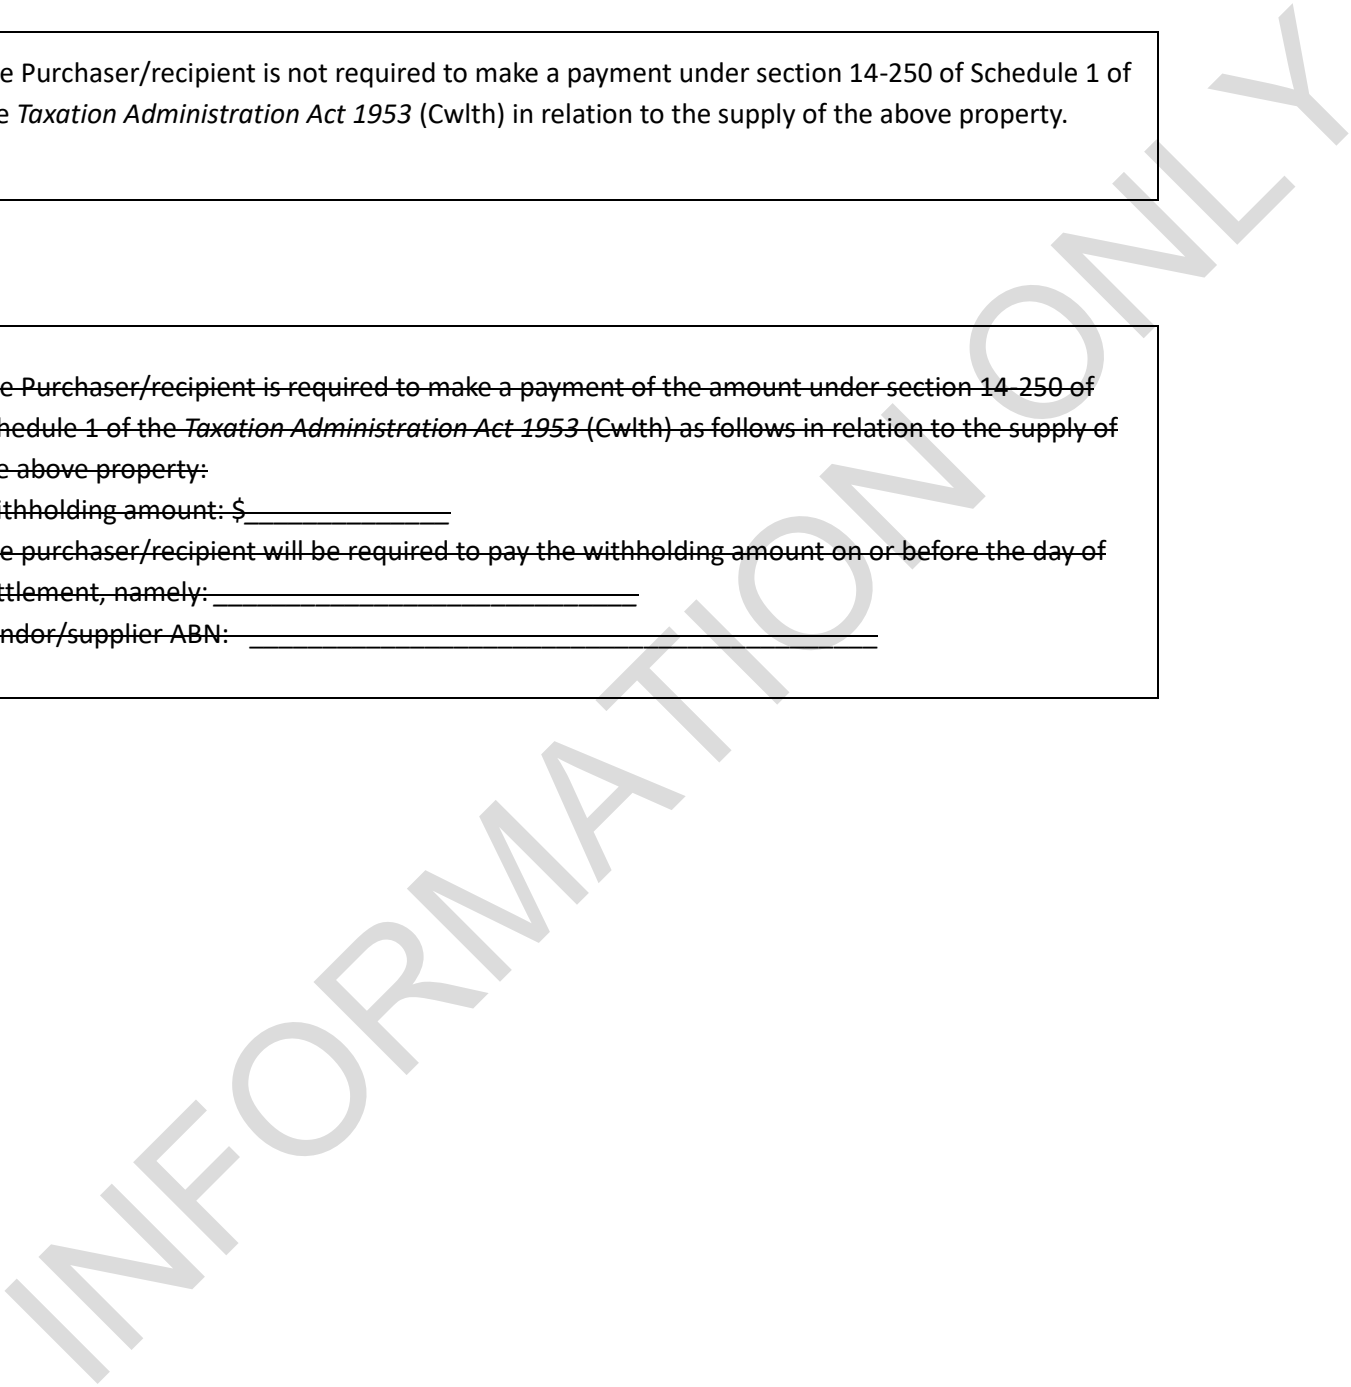 e Purchaser/recipient is not required to make a payment under section 14-250 of Schedule 1 of
e Taxation Administration Act 1953 (Cwlth) in relation to the supply of the above property.
e Purchaser/recipient is required to make a payment of the amount under section 14-250 of
hedule 1 of the Taxation Administration Act 1953 (Cwlth) as follows in relation to the supply of
e above property:
ithholding amount: $______________
e purchaser/recipient will be required to pay the withholding amount on or before the day of
ttlement, namely: _____________________________
ndor/supplier ABN: ___________________________________________
INFORMATION ONLY